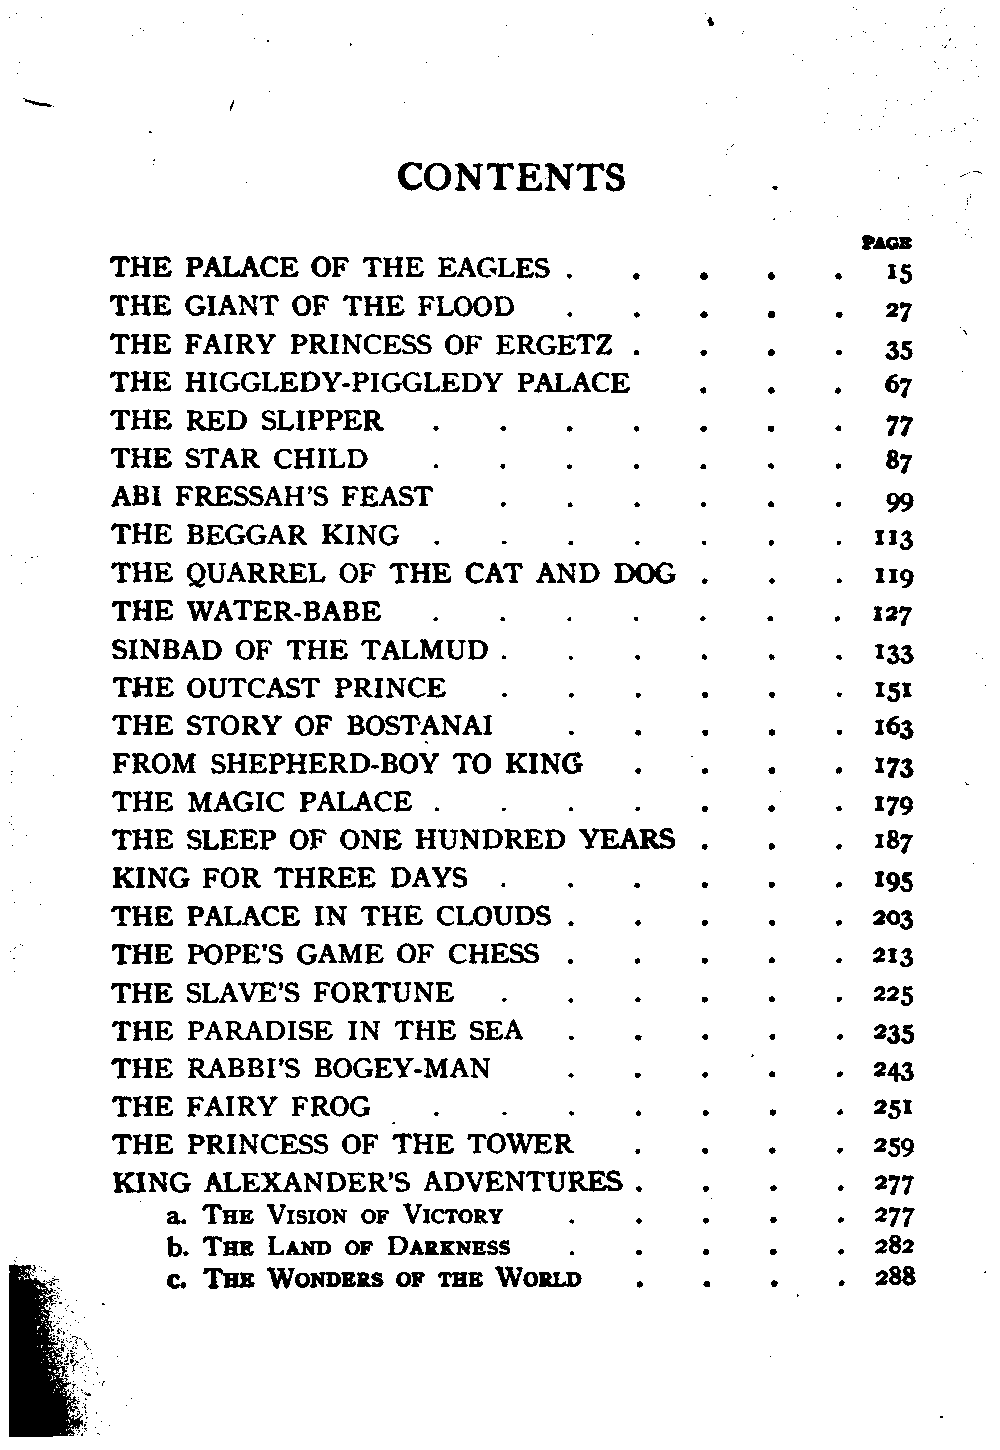 CONTENTS
PAGE
THE PALACE OF THE EAGLES . . . . . 15
THE GIANT OF THE FLOOD . . . . . 27
THE FAIRY PRINCESS OF ERGETZ . . . . 35
THE HIGGLEDY-PIGGLEDY PALACE . . . 67
THE RED SLIPPER . . . . . . . 77
THE STAR CHILD . . . . . . . 87
ABI FRESSAH'S FEAST . . . . . . 99
THE BEGGAR KING . . . . . . . 113
THE QUARREL OF THE CAT AND DOG . . . 119
THE WATER-BABE . . . . . . . 127
SINBAD OF THE TALMUD . . . . . . 133
THE OUTCAST PRINCE . . . . . . 151
THE STORY OF BOSTANAI . . . . . 163
FROM SHEPHERD-BOY TO KING . . . . 173
THE MAGIC PALACE . . . . . . . 179
THE SLEEP OF ONE HUNDRED YEARS . . . 187
KING FOR THREE DAYS . . . . . . 195
THE PALACE IN THE CLOUDS . . . . . 203
THE POPE'S GAME OF CHESS . . . . . 213
THE SLAVE'S FORTUNE . . . . . . 225
THE PARADISE IN THE SEA . . . . . 235
THE RABBI'S BOGEY-MAN . . . . . 243
THE FAIRY FROG . . . . . . . 251
THE PRINCESS OF THE TOWER . . . . 259
KING ALEXANDER'S ADVENTURES . . . . 277
a. THE VISION OF VICTORY . . . . . 277
b. THE LAND OF DARKNESS . . . . . 282
c. THE WONDERS OF THE WORLD . . . . 288